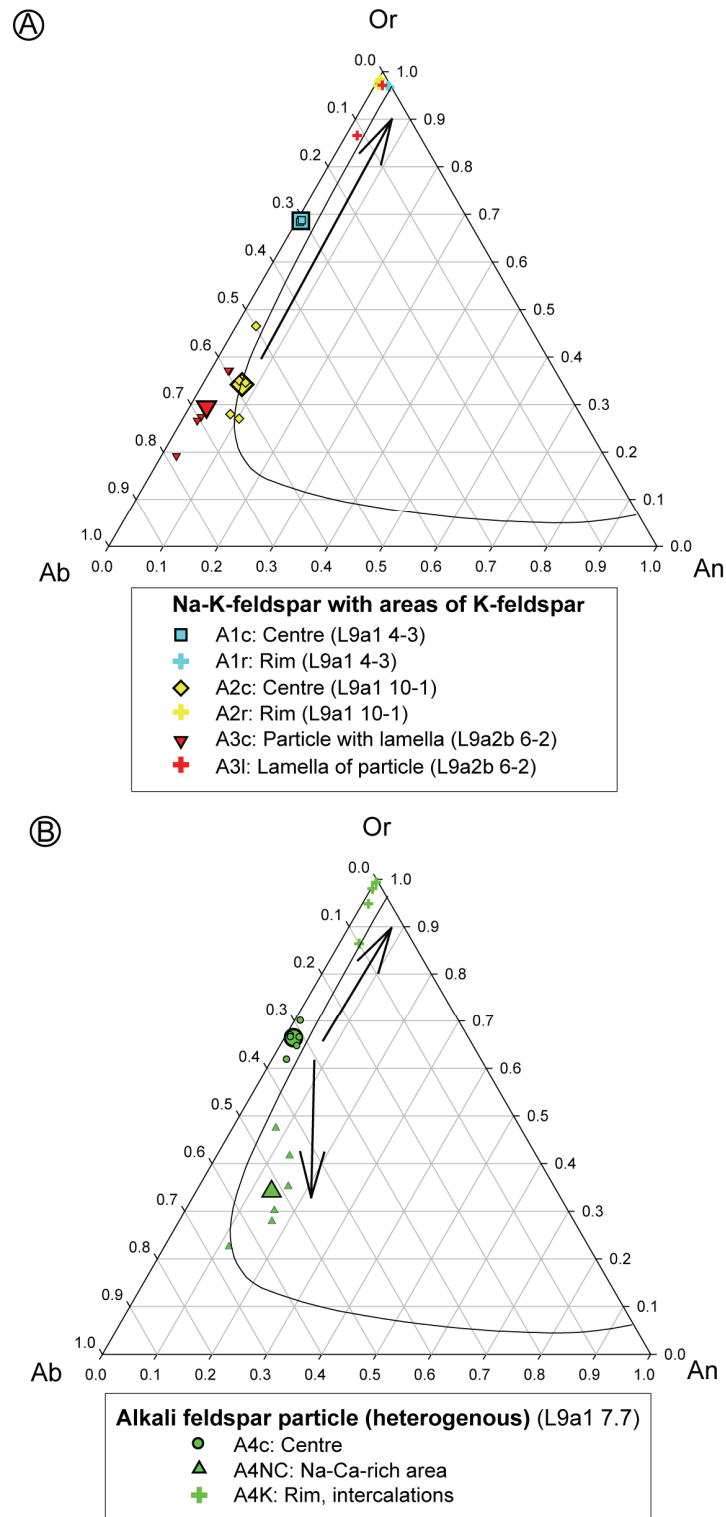 A
Or
0.0 1.0
0.1 0.9
0.2 0.8
0.3 0.7
0.4 0.6
0.5 0.5
0.6 0.4
0.7 0.3
0.8 0.2
0.9 0.1
1.0 0.0
Ab 0.0 0.1 0.2 0.3 0.4 0.5 0.6 0.7 0.8 0.9 1.0 An
Na-K-feldspar with areas of K-feldspar
A1c: Centre (L9a1 4-3)
A1r: Rim (L9a1 4-3)
A2c: Centre (L9a1 10-1)
A2r: Rim (L9a1 10-1)
A3c: Particle with lamella (L9a2b 6-2)
A3l: Lamella of particle (L9a2b 6-2)
B
Or
0.0 1.0
0.1 0.9
0.2 0.8
0.3 0.7
0.4 0.6
0.5 0.5
0.6 0.4
0.7 0.3
0.8 0.2
0.9 0.1
1.0 0.0
Ab 0.0 0.1 0.2 0.3 0.4 0.5 0.6 0.7 0.8 0.9 1.0 An
Alkali feldspar particle (heterogenous) (L9a1 7.7)
A4c: Centre
A4NC: Na-Ca-rich area
A4K: Rim, intercalations